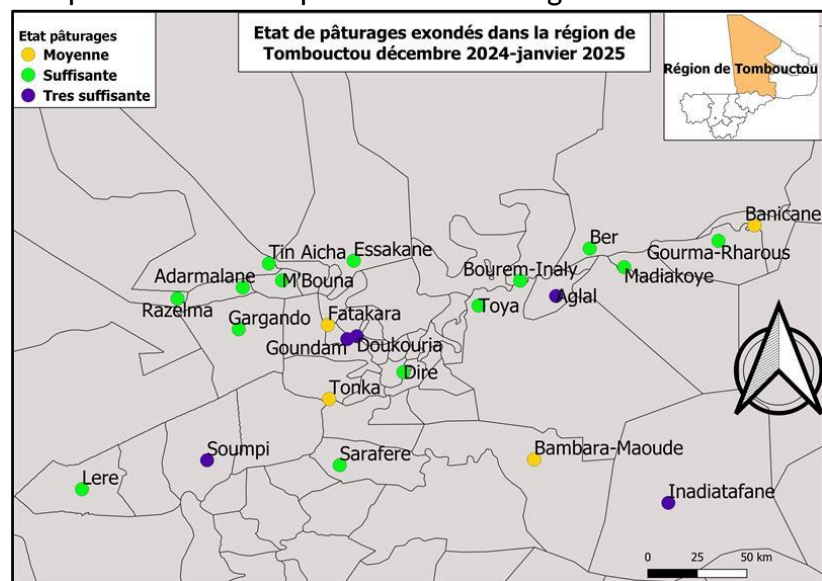 Etat pâturages
Moyenne
Suffisante
Tres suffisante
Etat de pâturages exondés dans la région de
Tombouctou décembre 2024-janvier 2025
Région de Tombouctou
Banicane
Ber
Gourma-Rharous
Tin Aicha
Essakane
Madiakoye
Adarmalane
M'Bouna
Bourem-Inaly
Aglal
Razelma
Toya
Gargando
Fatakara
Goundam
Doukouria
Dire
Tonka
Soumpi
Sarafere
Bambara-Maoude
Lere
Inadiatafane
0 25 50 km